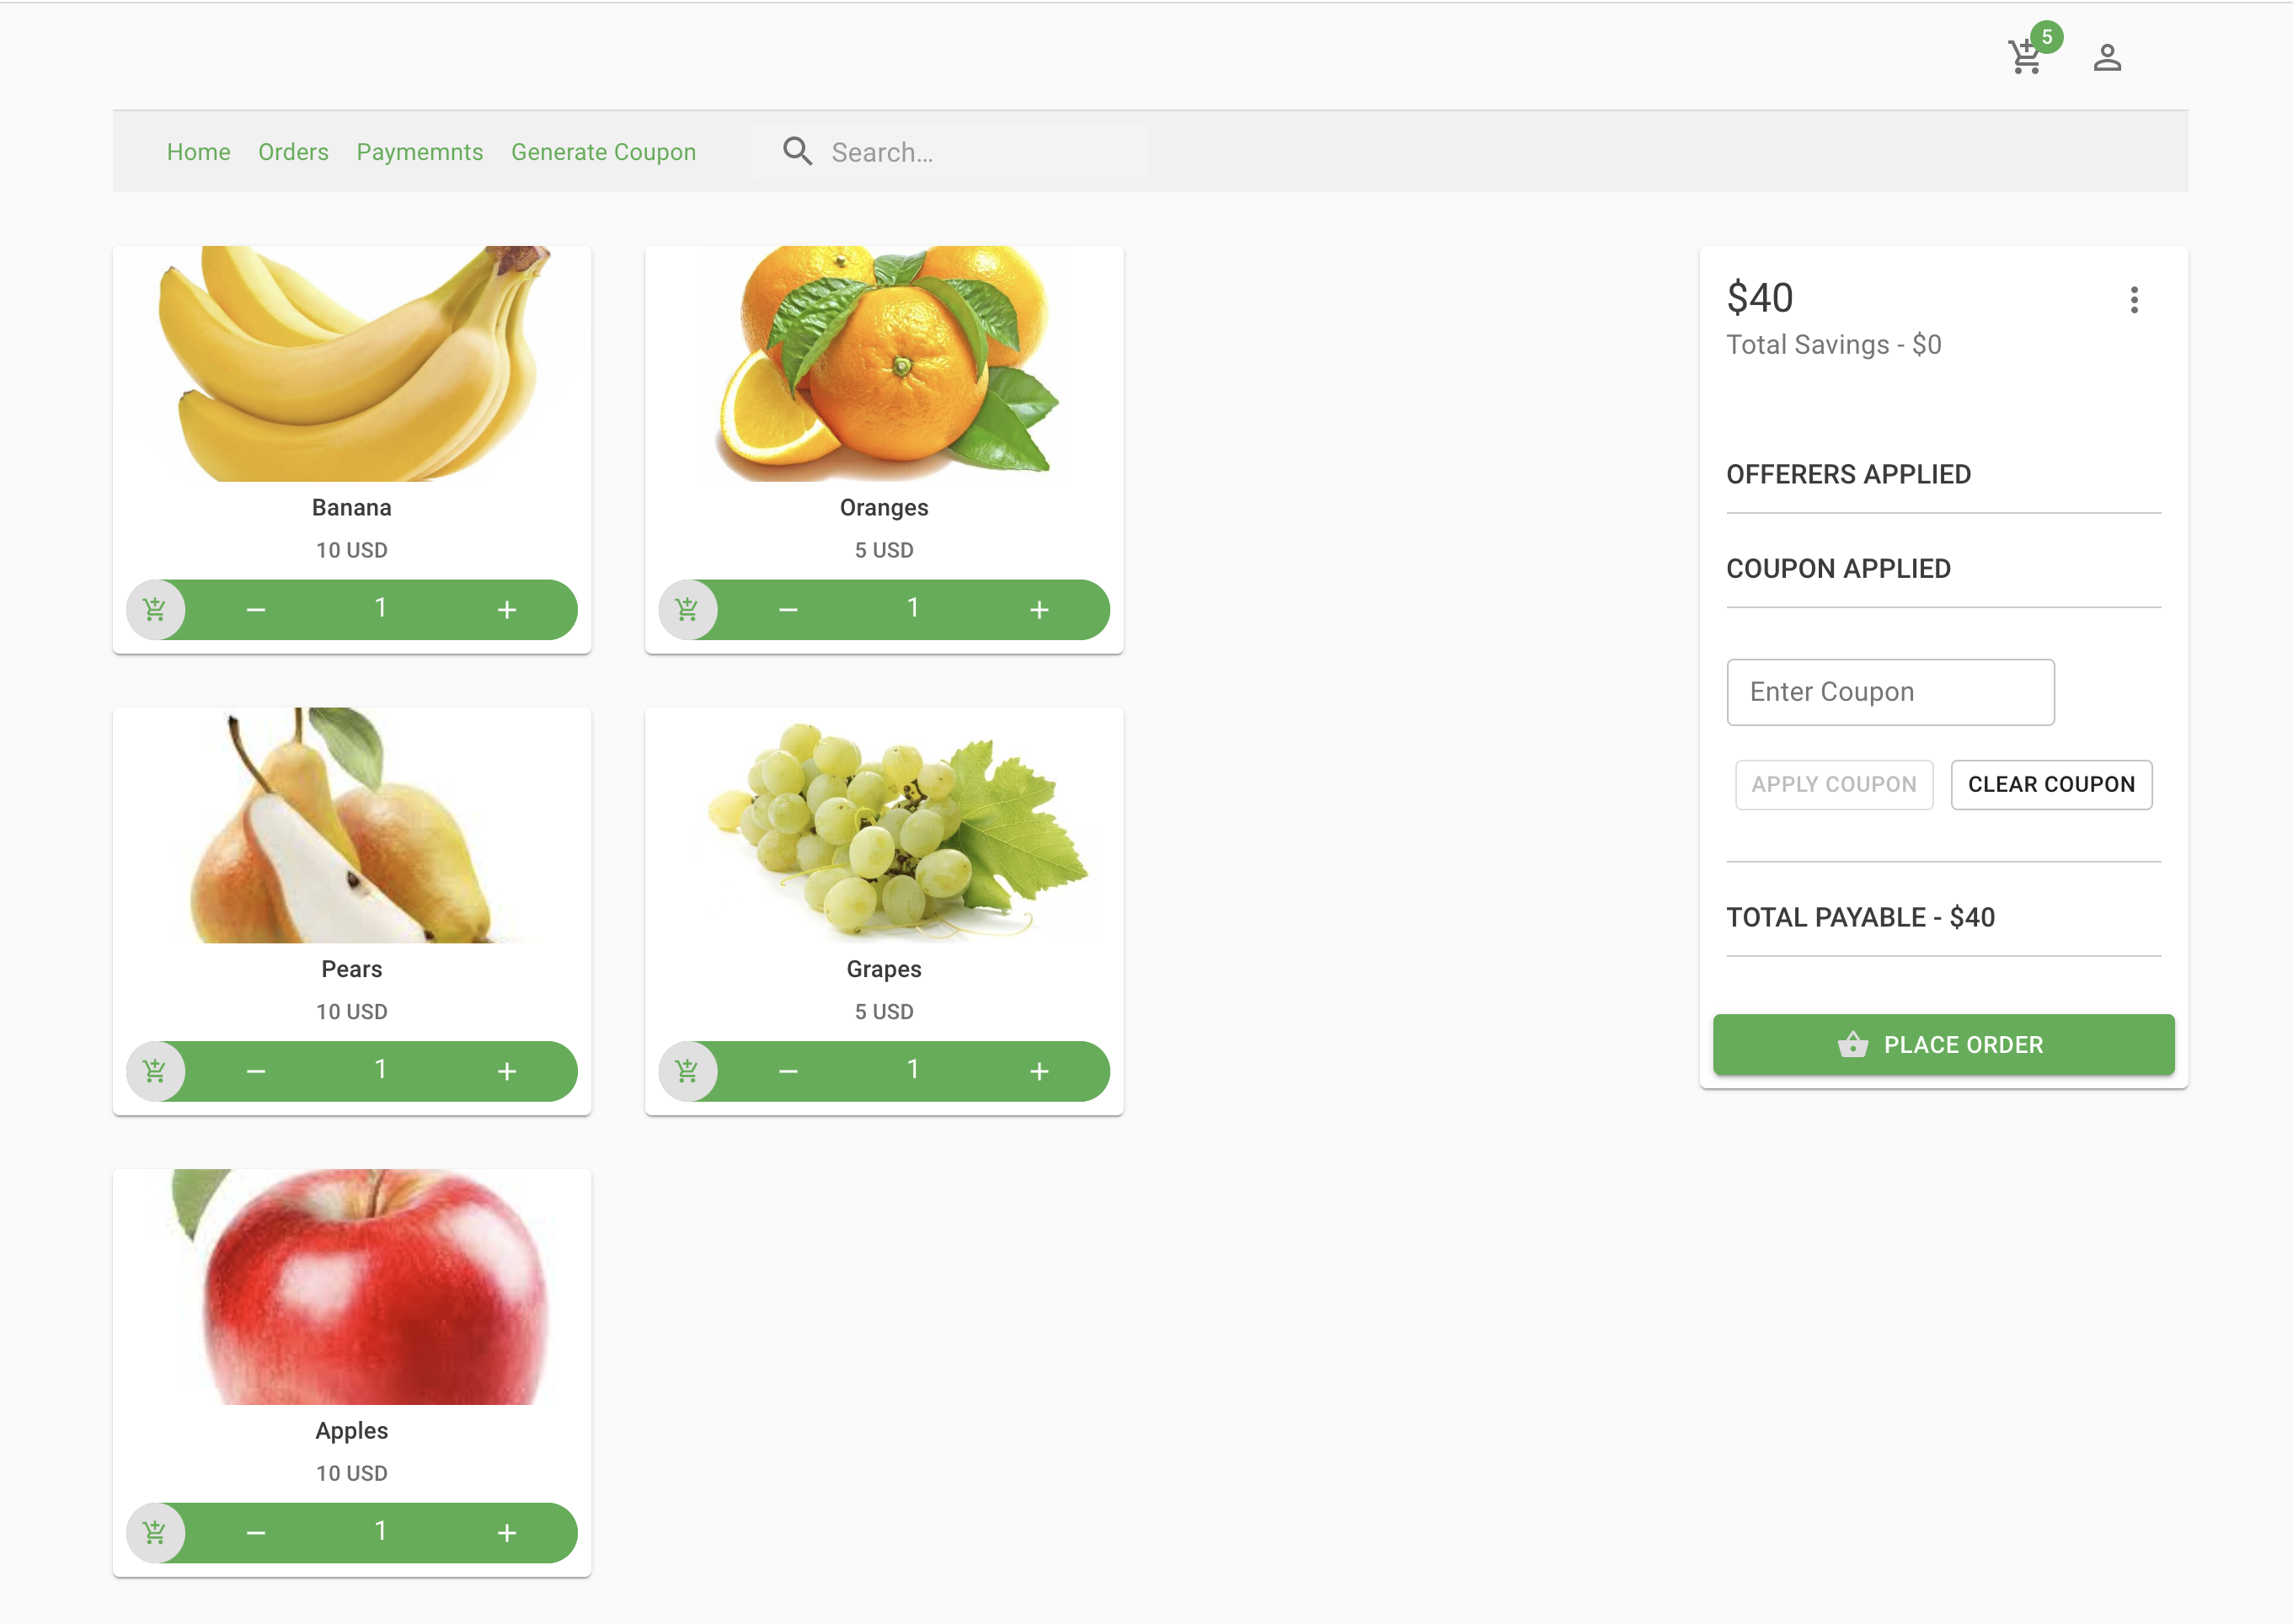 5
Home Orders Paymemnts Generate Coupon Search...
Banana
10 USD
1
Oranges
5 USD
1
Pears
10 USD
1
Grapes
5 USD
1
Apples
10 USD
1
$40
Total Savings - $0
OFFERERS APPLIED
COUPON APPLIED
Enter Coupon
APPLY COUPON CLEAR COUPON
TOTAL PAYABLE - $40
PLACE ORDER